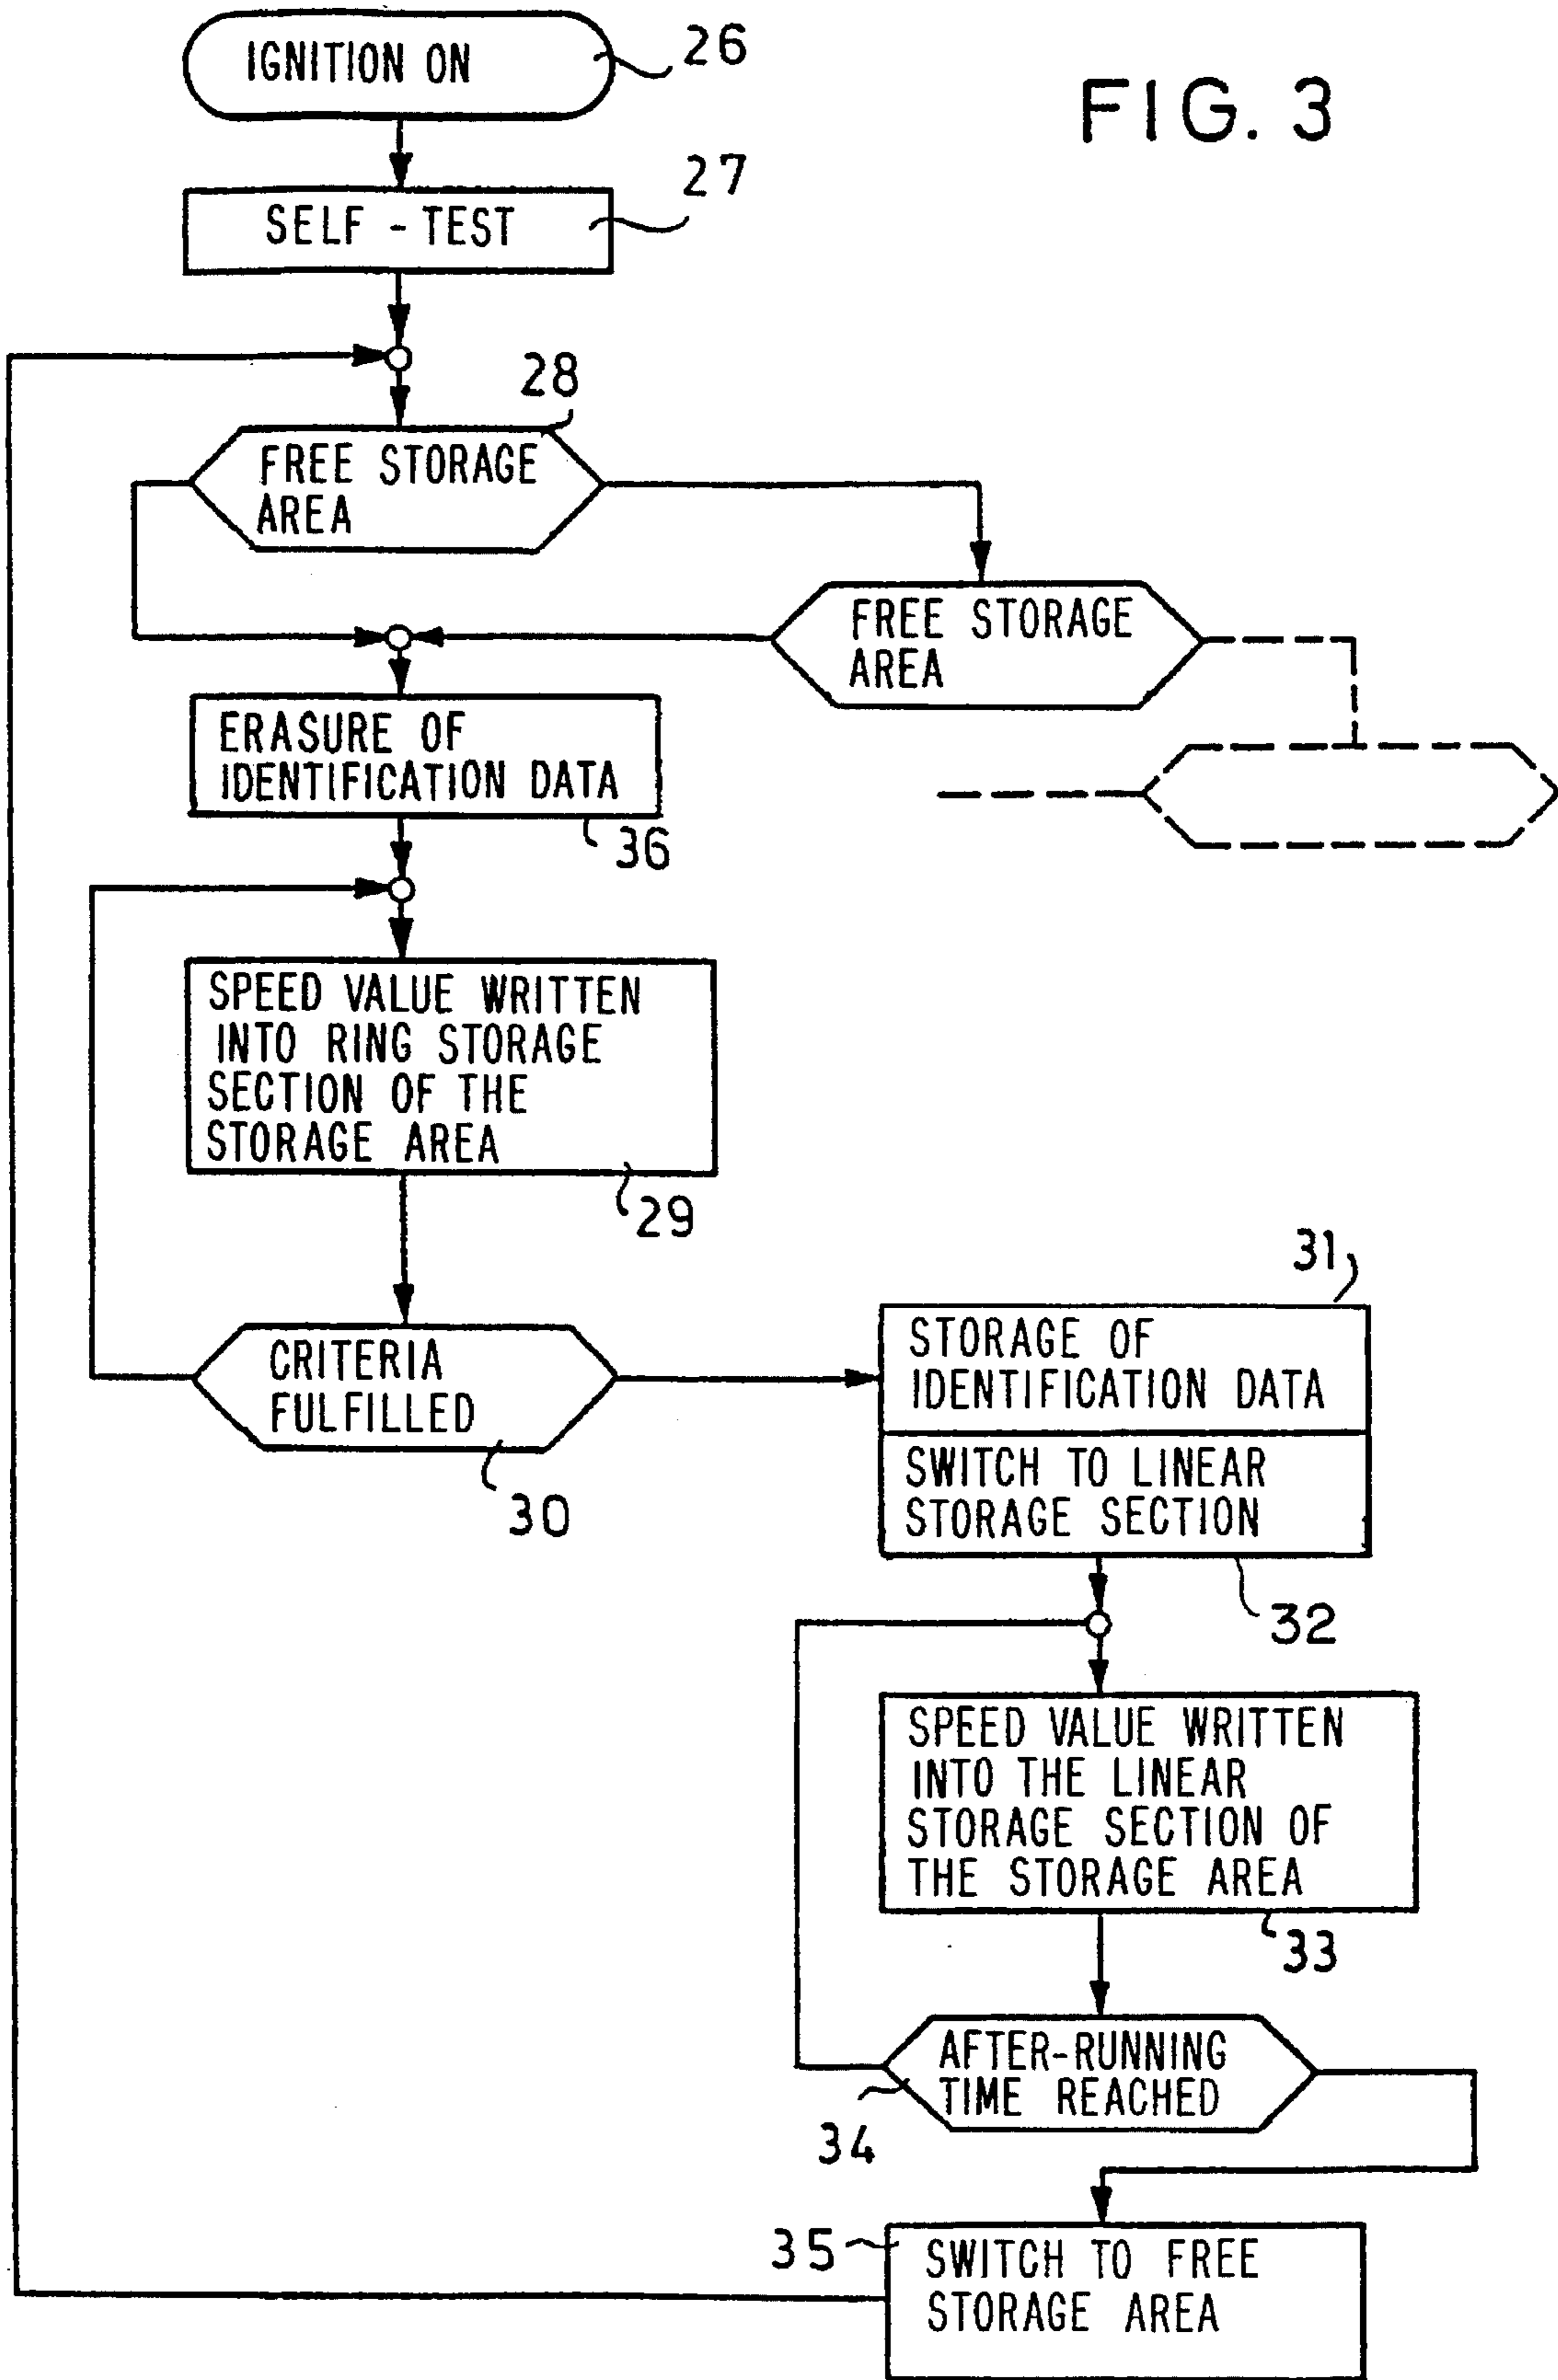 IGNITION ON
26
FIG. 3
27
SELF - TEST
28
FREE STORAGE
AREA
FREE STORAGE
AREA
ERASURE OF
IDENTIFICATION DATA
36
SPEED VALUE WRITTEN
INTO RING STORAGE
SECTION OF THE
STORAGE AREA
29
31
CRITERIA
FULFILLED
30
STORAGE OF
IDENTIFICATION DATA
SWITCH TO LINEAR
STORAGE SECTION
32
SPEED VALUE WRITTEN
INTO THE LINEAR
STORAGE SECTION OF
THE STORAGE AREA
33
AFTER-RUNNING
TIME REACHED
34
35
SWITCH TO FREE
STORAGE AREA